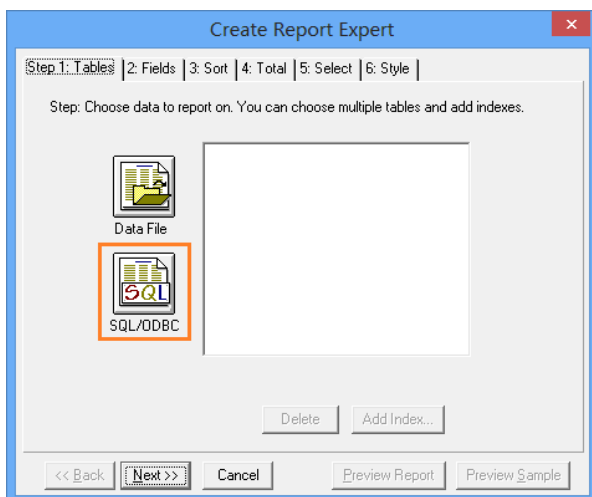 Create Report Expert
Step 1: Tables 2: Fields 3: Sort 4: Total 5: Select 6: Style
Step: Choose data to report on. You can choose multiple tables and add indexes.
Data File
SQL
SQL/ODBC
Delete Add Index...
<< Back Next >> Cancel Preview Report Preview Sample